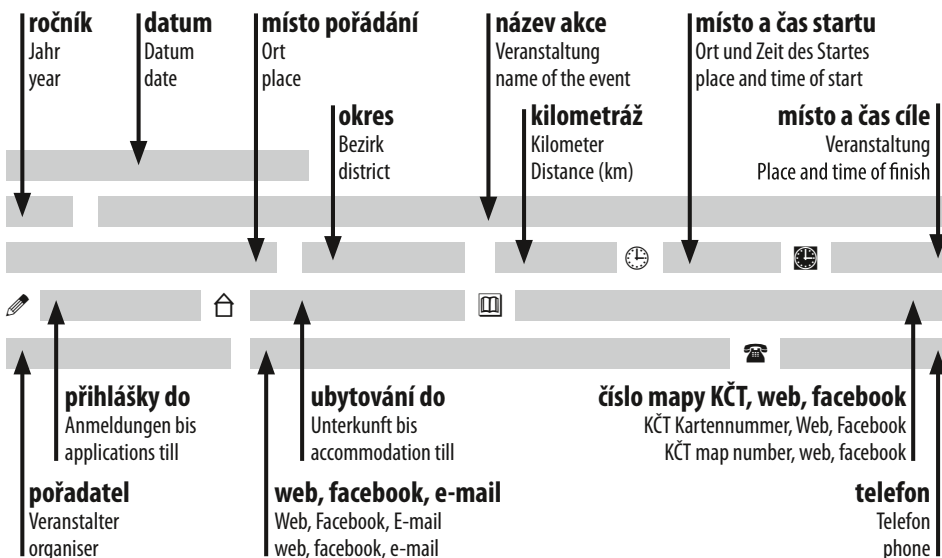 ročník
Jahr
year
datum
Datum
date
místo pořádání
Ort
place
název akce
Veranstaltung
name of the event
místo a čas startu
Ort und Zeit des Startes
place and time of start
okres
Bezirk
district
kilometráž
Kilometer
Distance (km)
místo a čas cíle
Veranstaltung
Place and time of finish
přihlášky do
Anmeldungen bis
applications till
ubytování do
Unterkunft bis
accommodation till
číslo mapy KČT, web, facebook
KČT Kartennummer, Web, Facebook
KČT map number, web, facebook
pořadatel
Veranstalter
organiser
web, facebook, e-mail
Web, Facebook, E-mail
web, facebook, e-mail
telefon
Telefon
phone